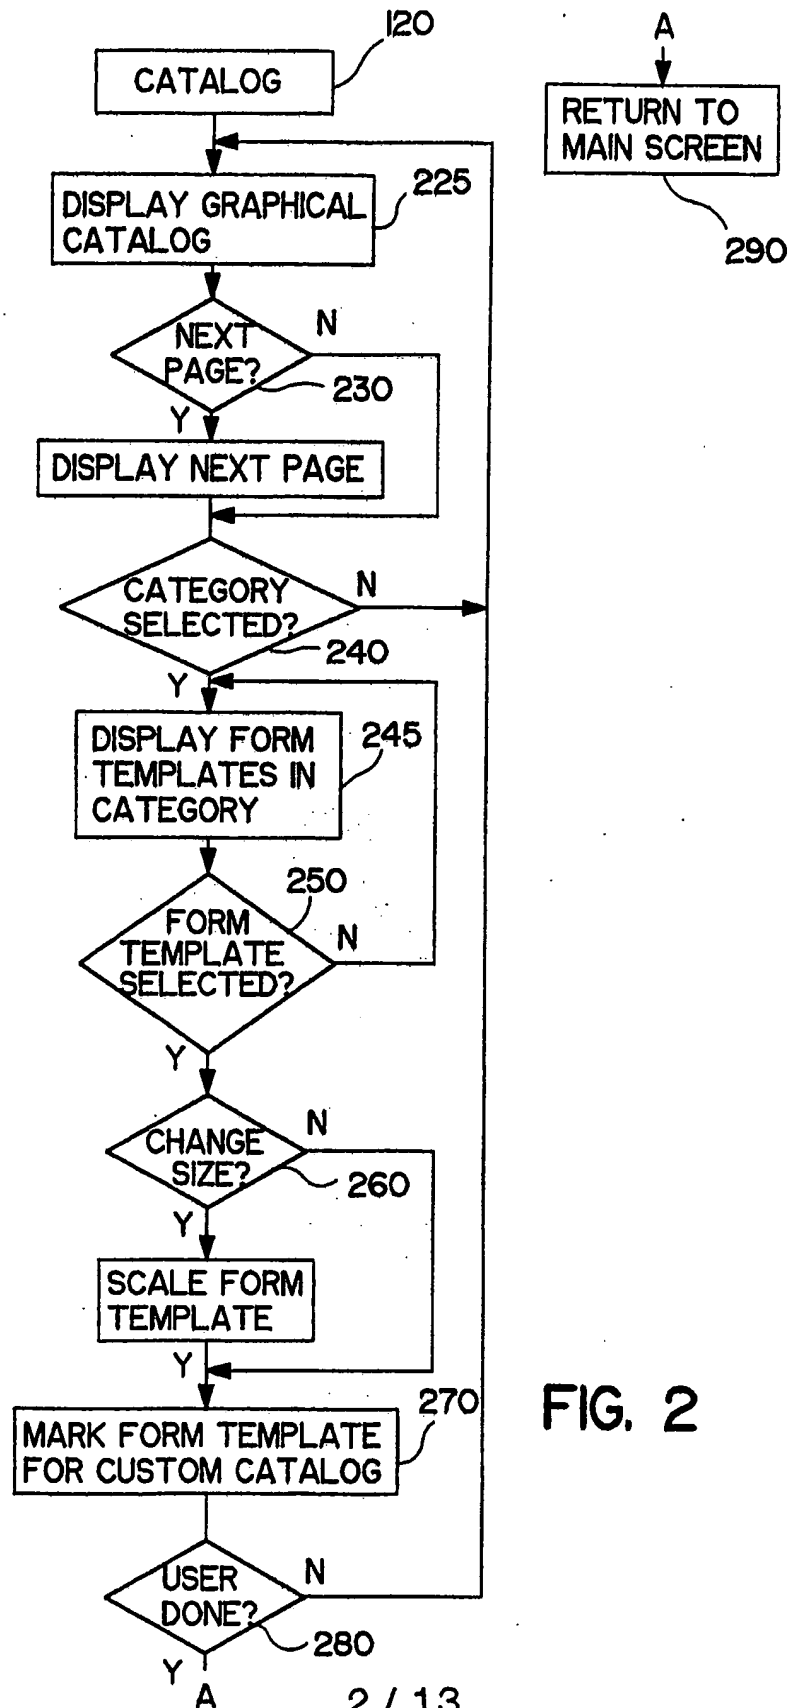 120
CATALOG
A
RETURN TO
MAIN SCREEN
290
225
DISPLAY GRAPHICAL
CATALOG
N
NEXT
PAGE?
230
Y
DISPLAY NEXT PAGE
CATEGORY
SELECTED?
N
240
Y
DISPLAY FORM
TEMPLATES IN
CATEGORY
245
250
FORM
TEMPLATE
SELECTED?
N
Y
N
CHANGE
SIZE?
260
Y
SCALE FORM
TEMPLATE
Y
270
MARK FORM TEMPLATE
FOR CUSTOM CATALOG
FIG. 2
N
USER
DONE?
280
Y
A
2 / 13